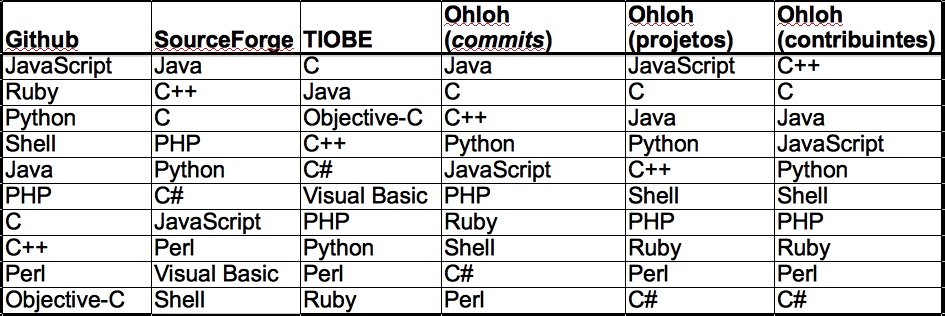 Github SourceForge TIOBE Ohloh (commits) Ohloh (projetos) Ohloh (contribuintes)
JavaScript Java C Java JavaScript C++
Ruby C++ Java C C C
Python C Objective-C C++ Java Java
Shell PHP C++ Python Python JavaScript
Java Python C# JavaScript C++ Python
PHP C# Visual Basic PHP Shell Shell
C JavaScript PHP Ruby PHP PHP
C++ Perl Python Shell Ruby Ruby
Perl Visual Basic Perl C# Perl Perl
Objective-C Shell Ruby Perl C# C#